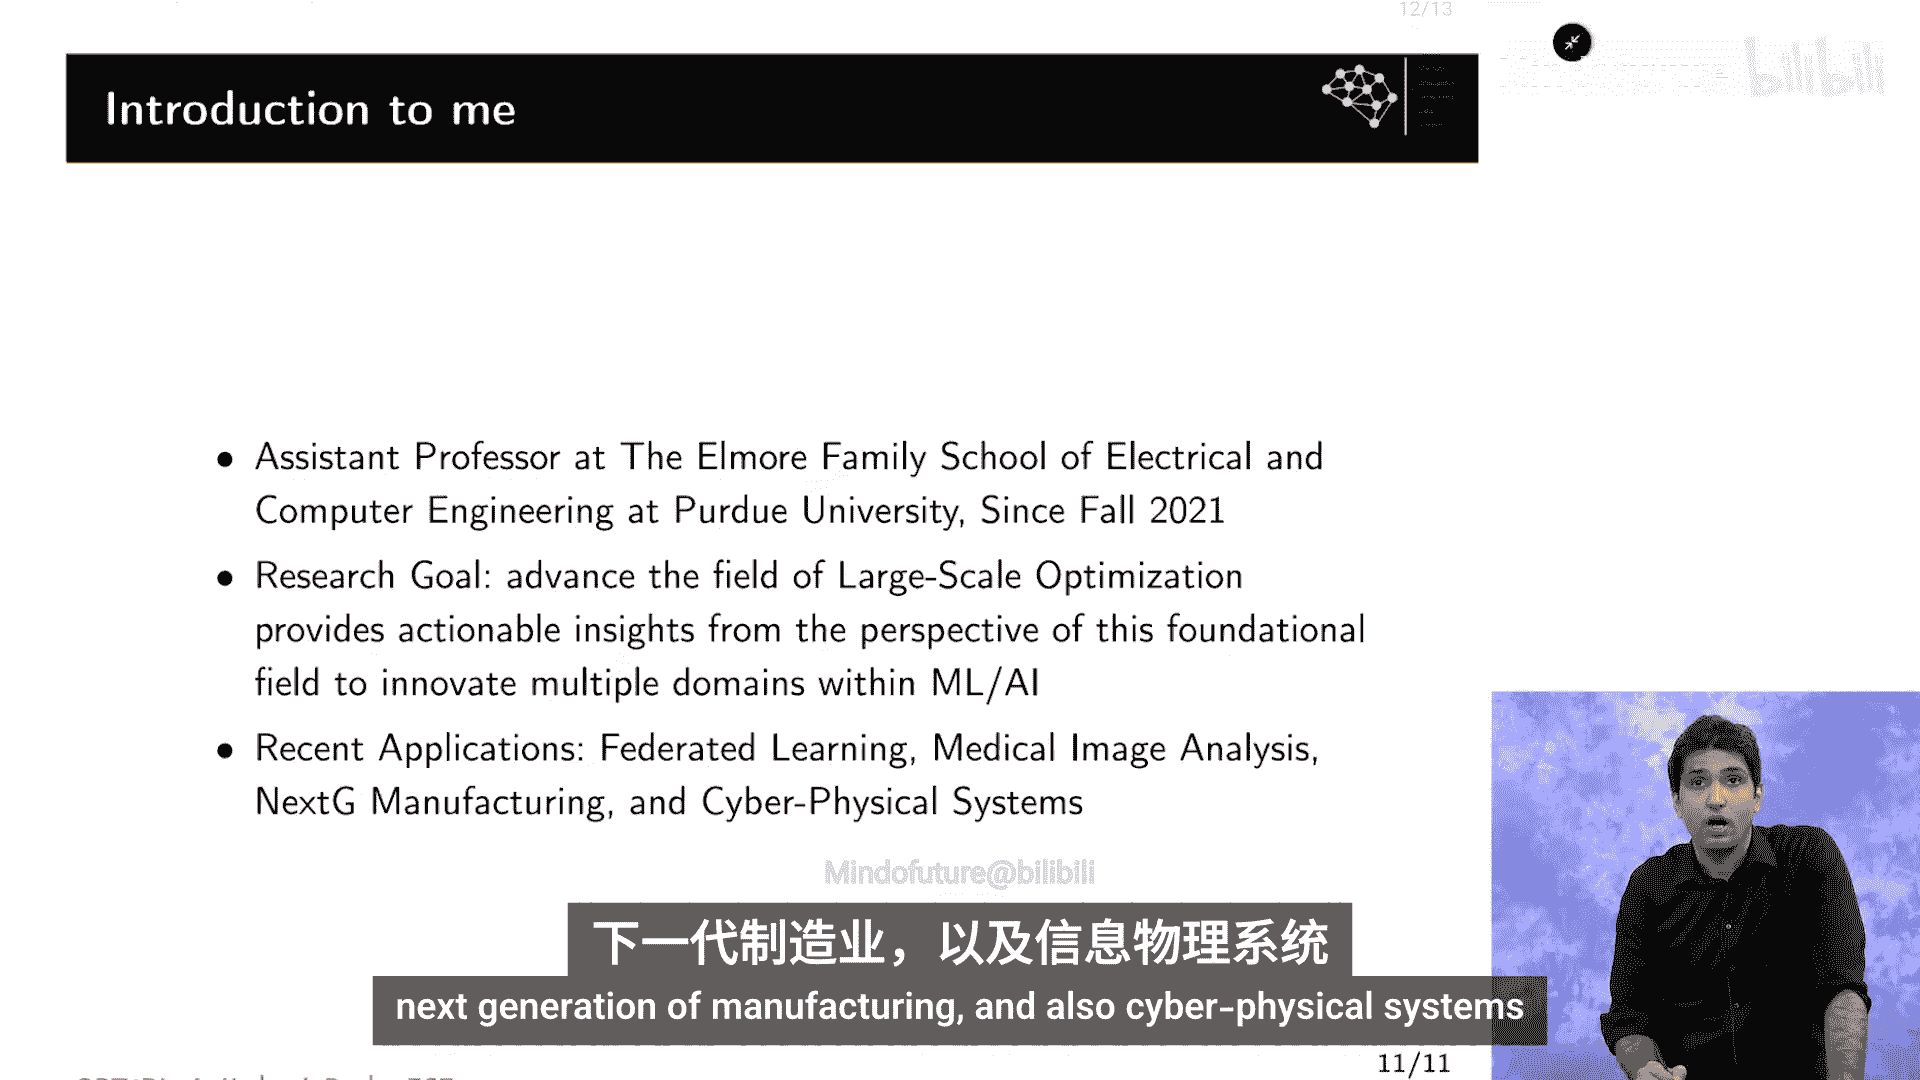 12/13
Introduction to me
bilibili
• Assistant Professor at The Elmore Family School of Electrical and
Computer Engineering at Purdue University, Since Fall 2021
• Research Goal: advance the field of Large-Scale Optimization
provides actionable insights from the perspective of this foundational
field to innovate multiple domains within ML/AI
• Recent Applications: Federated Learning, Medical Image Analysis,
NextG Manufacturing, and Cyber-Physical Systems
Mindofuture@bilibili
下一代制造业，以及信息物理系统
next generation of manufacturing, and also cyber-physical systems
11/11